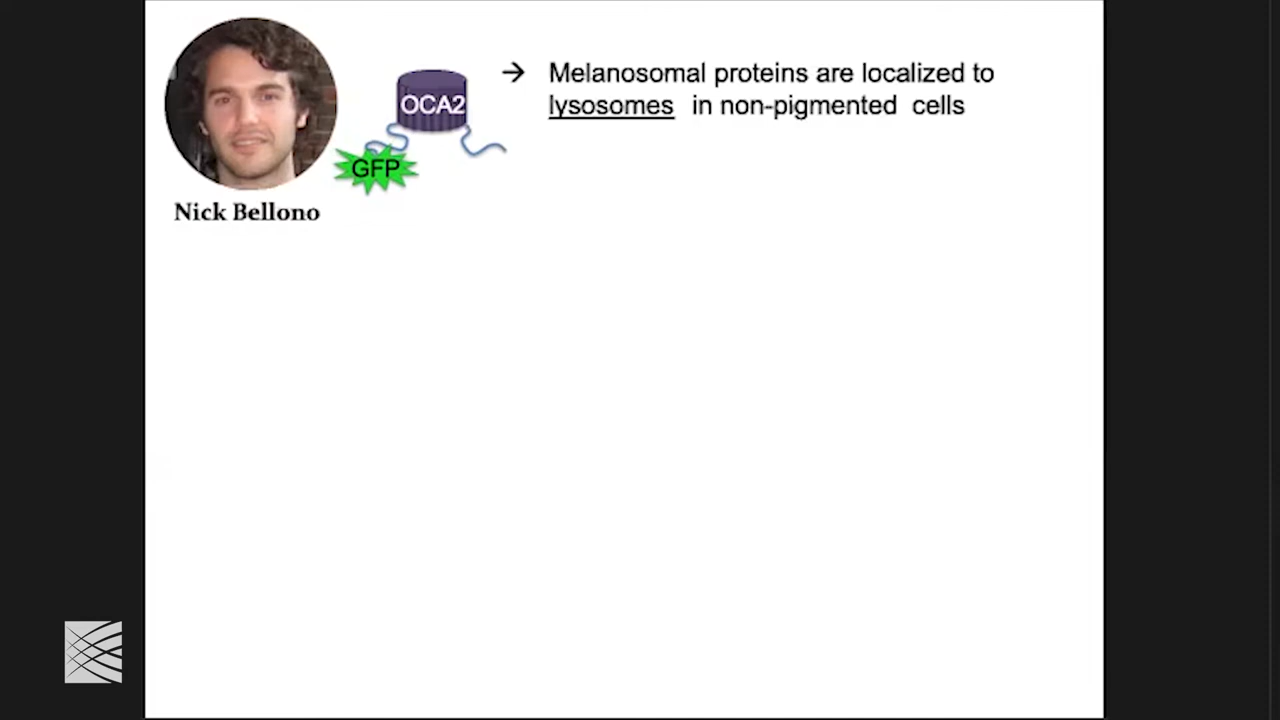 → Melanosomal proteins are localized to
lysosomes in non-pigmented cells
OCA2
GFP
Nick Bellono